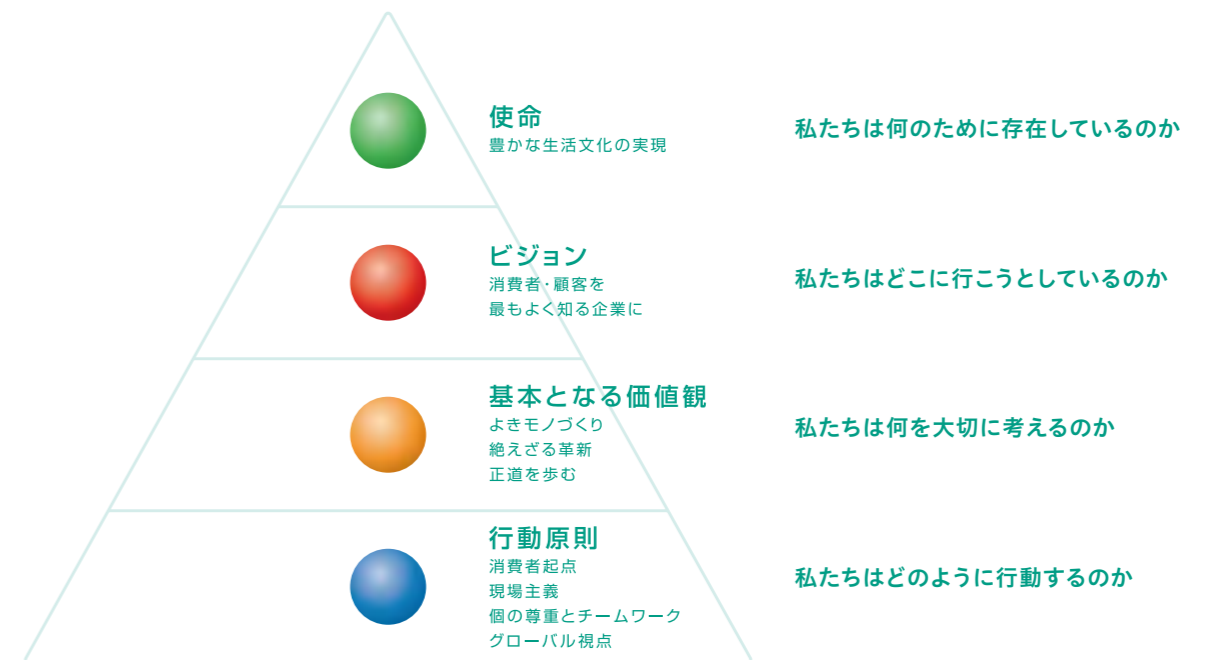 使命
豊かな生活文化の実現
私たちは何のために存在しているのか
ビジョン
消費者・顧客を
最もよく知る企業に
私たちはどこに行こうとしているのか
基本となる価値観
よきモノづくり
絶えざる革新
正道を歩む
私たちは何を大切に考えるのか
行動原則
消費者起点
現場主義
個の尊重とチームワーク
グローバル視点
私たちはどのように行動するのか